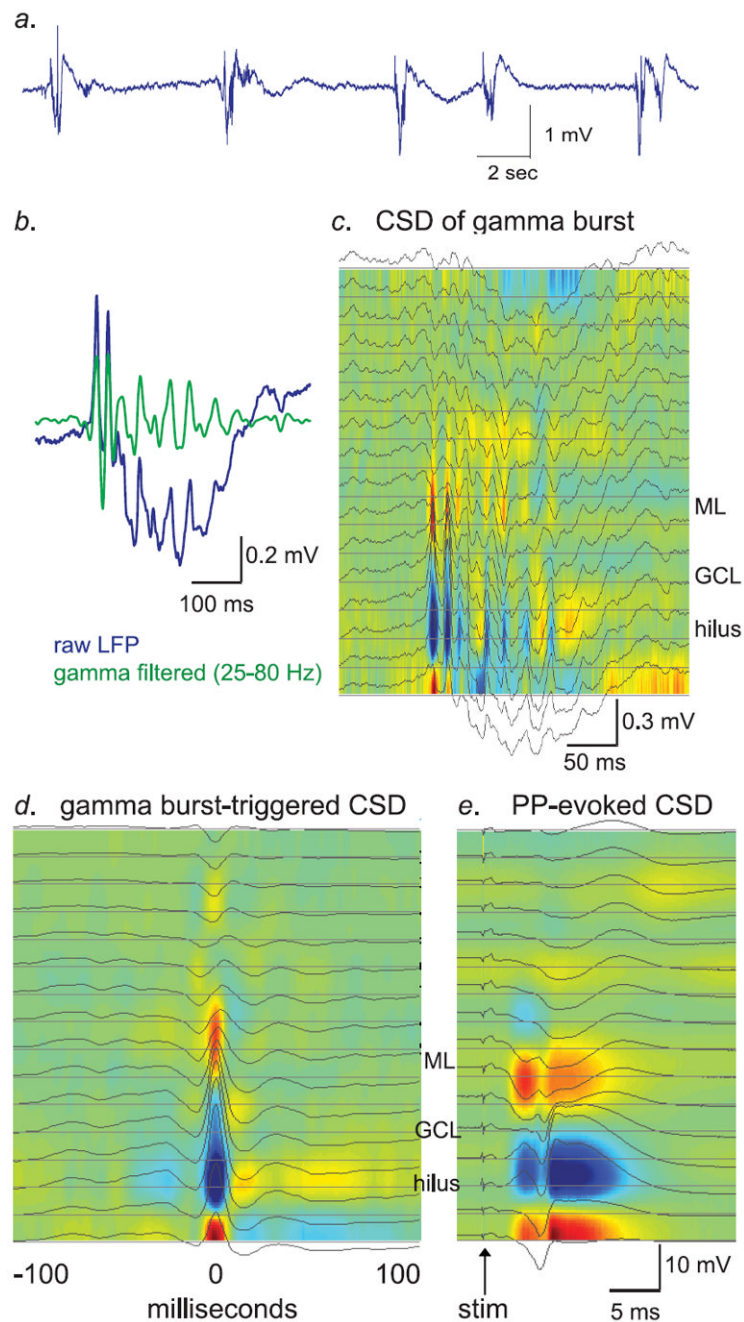 a.
1 mV
2 sec
b.
0.2 mV
100 ms
raw LFP
gamma filtered (25-80 Hz)
c. CSD of gamma burst
ML
GCL
hilus
0.3 mV
50 ms
d. gamma burst-triggered CSD
e. PP-evoked CSD
ML
GCL
hilus
-100 0 100
milliseconds
stim
10 mV
5 ms